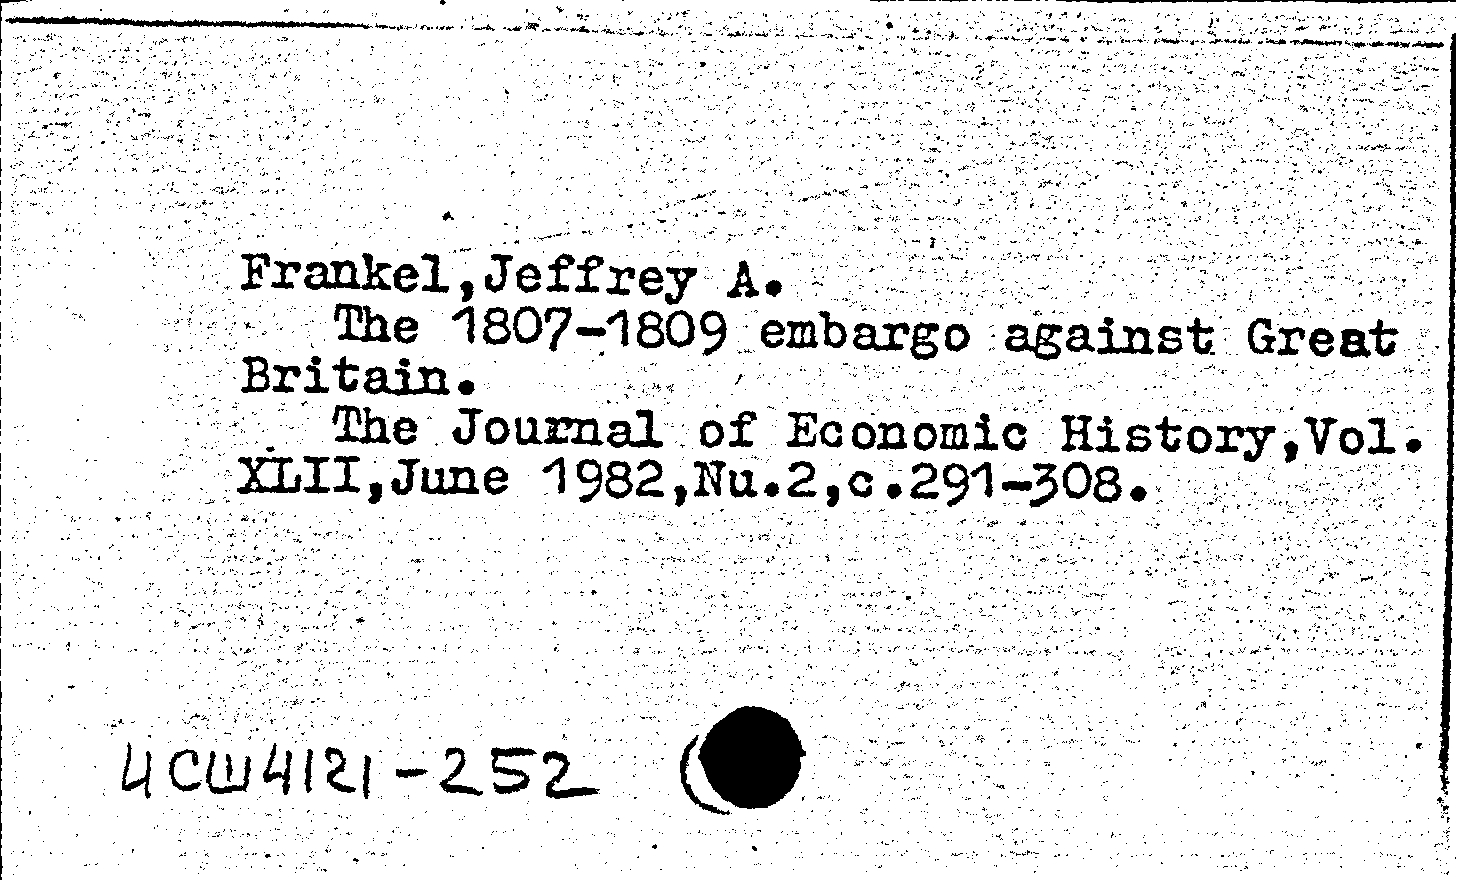 Frankel,Jeffrey A.
The 1807-1809 embargo against Great
Britain.
The Journal of Economic History,Vol.
XLII,June 1982,Nu.2,c.291-308.
ЧСШ4121-252